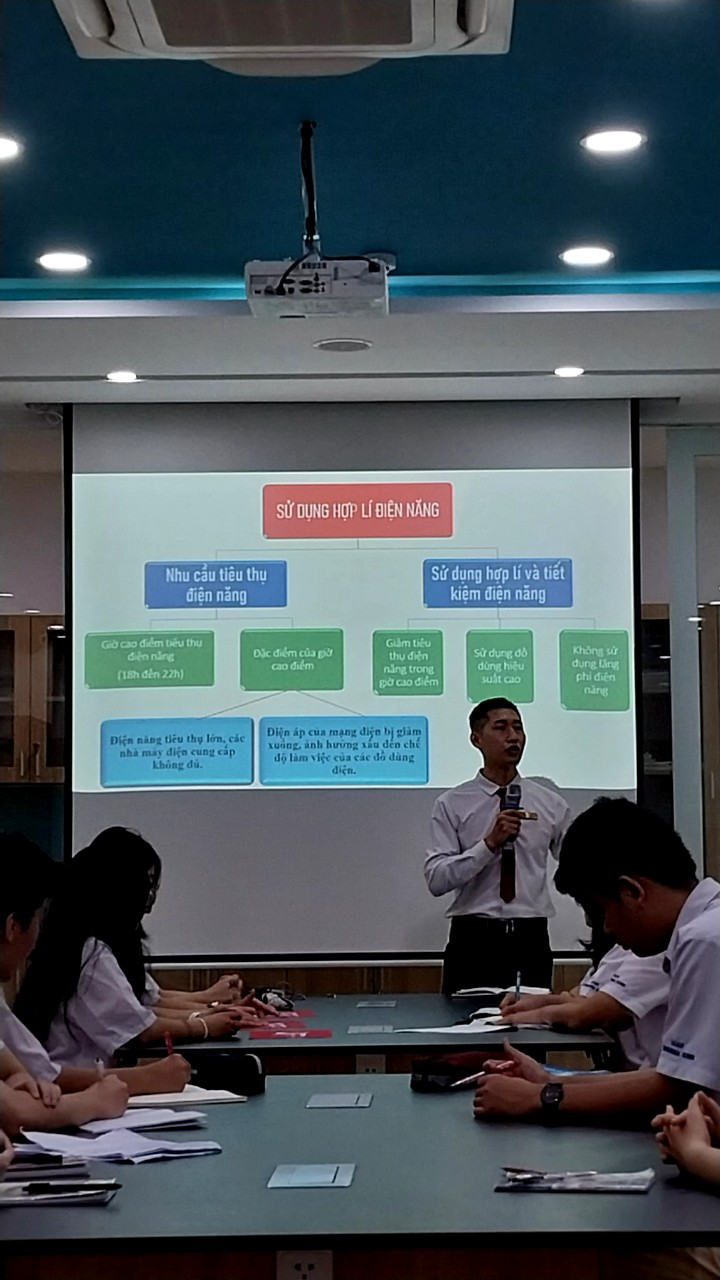 SỬ DỤNG HỢP LÍ ĐIỆN NĂNG
Nhu cầu tiêu thụ
điện năng
Sử dụng hợp lí và tiết
kiệm điện năng
Giờ cao điểm tiêu thụ
điện năng
(18h đến 22h)
Đặc điểm của giờ
cao điểm
Giảm tiêu
thụ điện
năng trong
giờ cao điểm
Sử dụng đồ
dùng hiệu
suất cao
Không sử
dụng lãng
phí điện
năng
Điện năng tiêu thụ lớn, các
nhà máy điện cung cấp
không đủ.
Điện áp của mạng điện bị giảm
xuống, ảnh hưởng xấu đến chế
độ làm việc của các đồ dùng
điện.